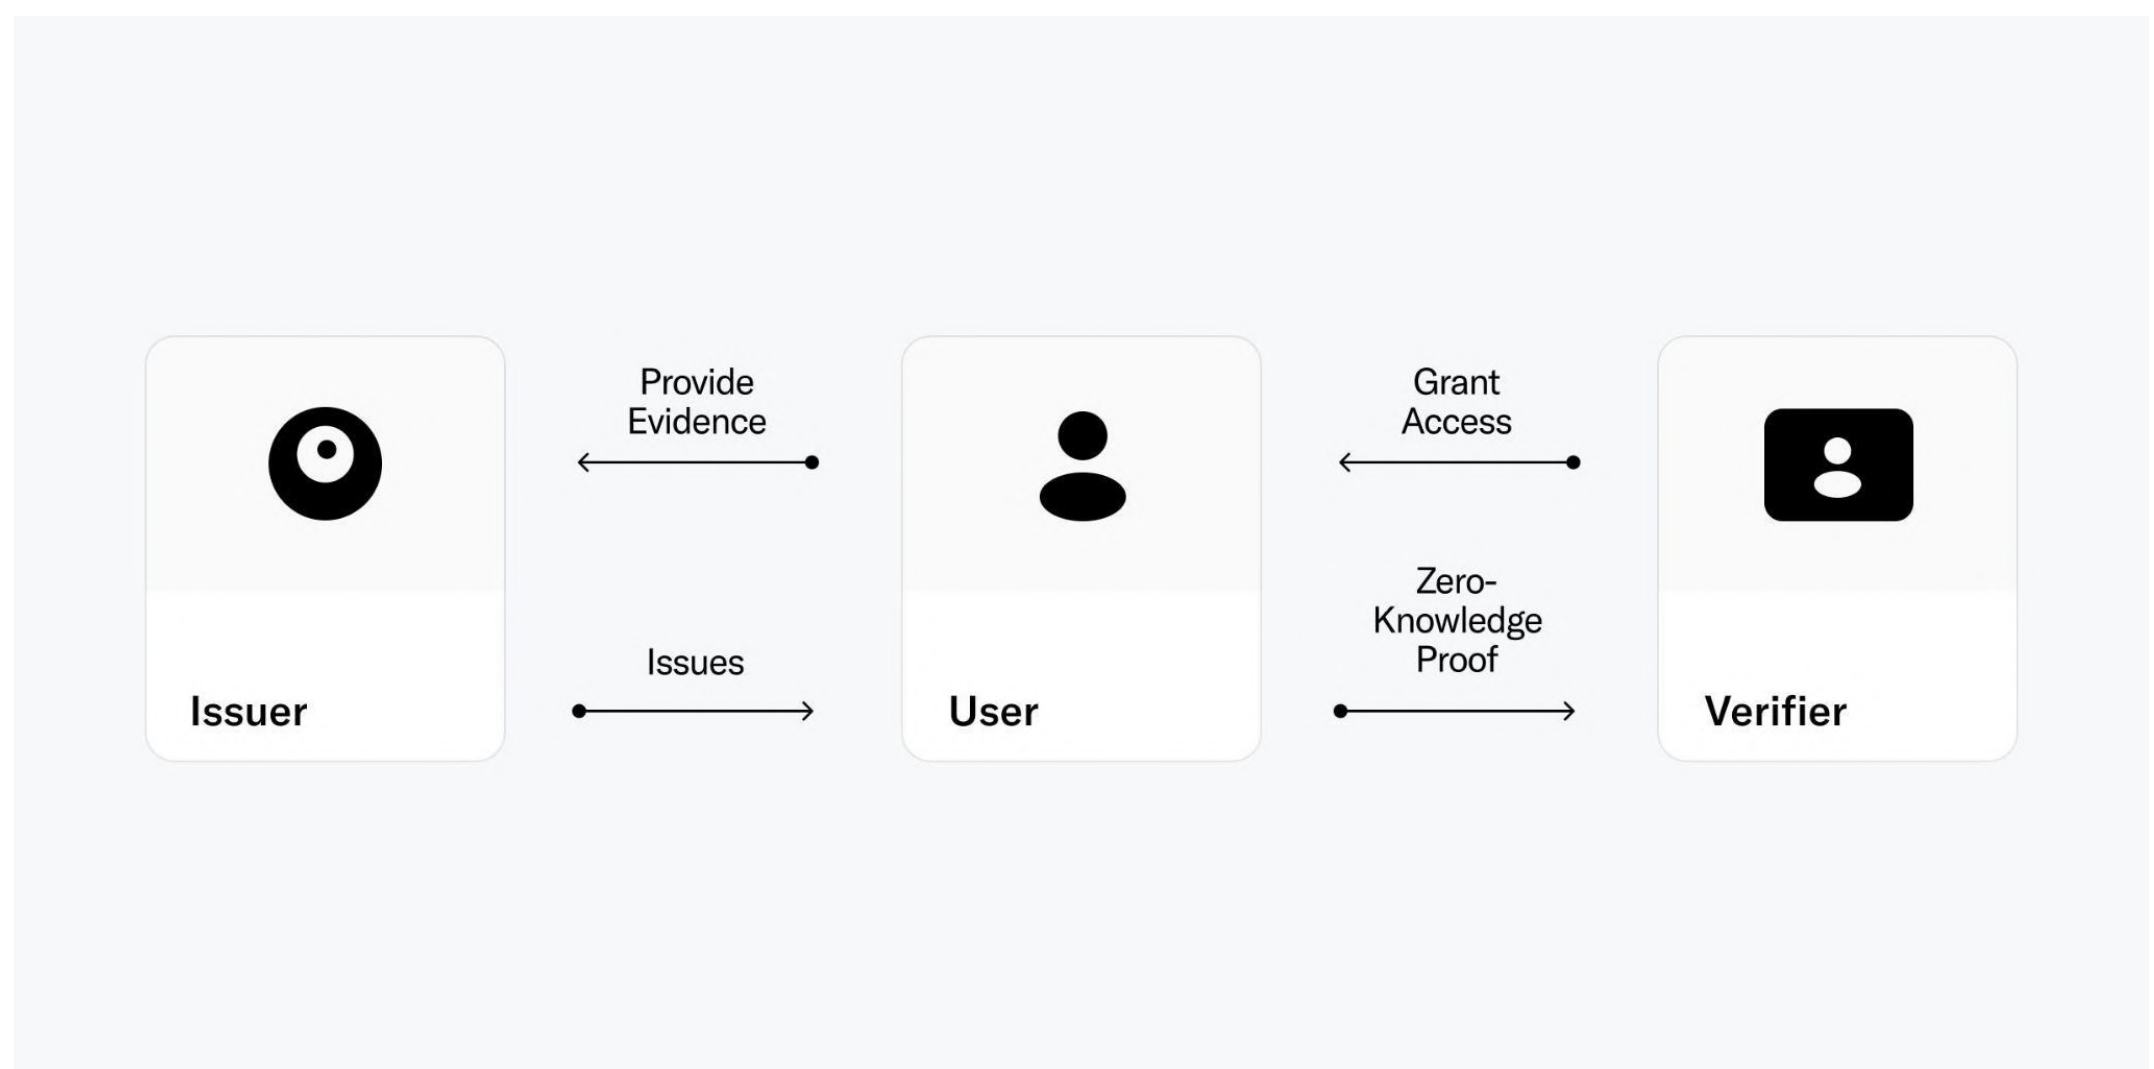 Provide
Evidence
Grant
Access
Zero-
Knowledge
Proof
Issues
Issuer
User
Verifier